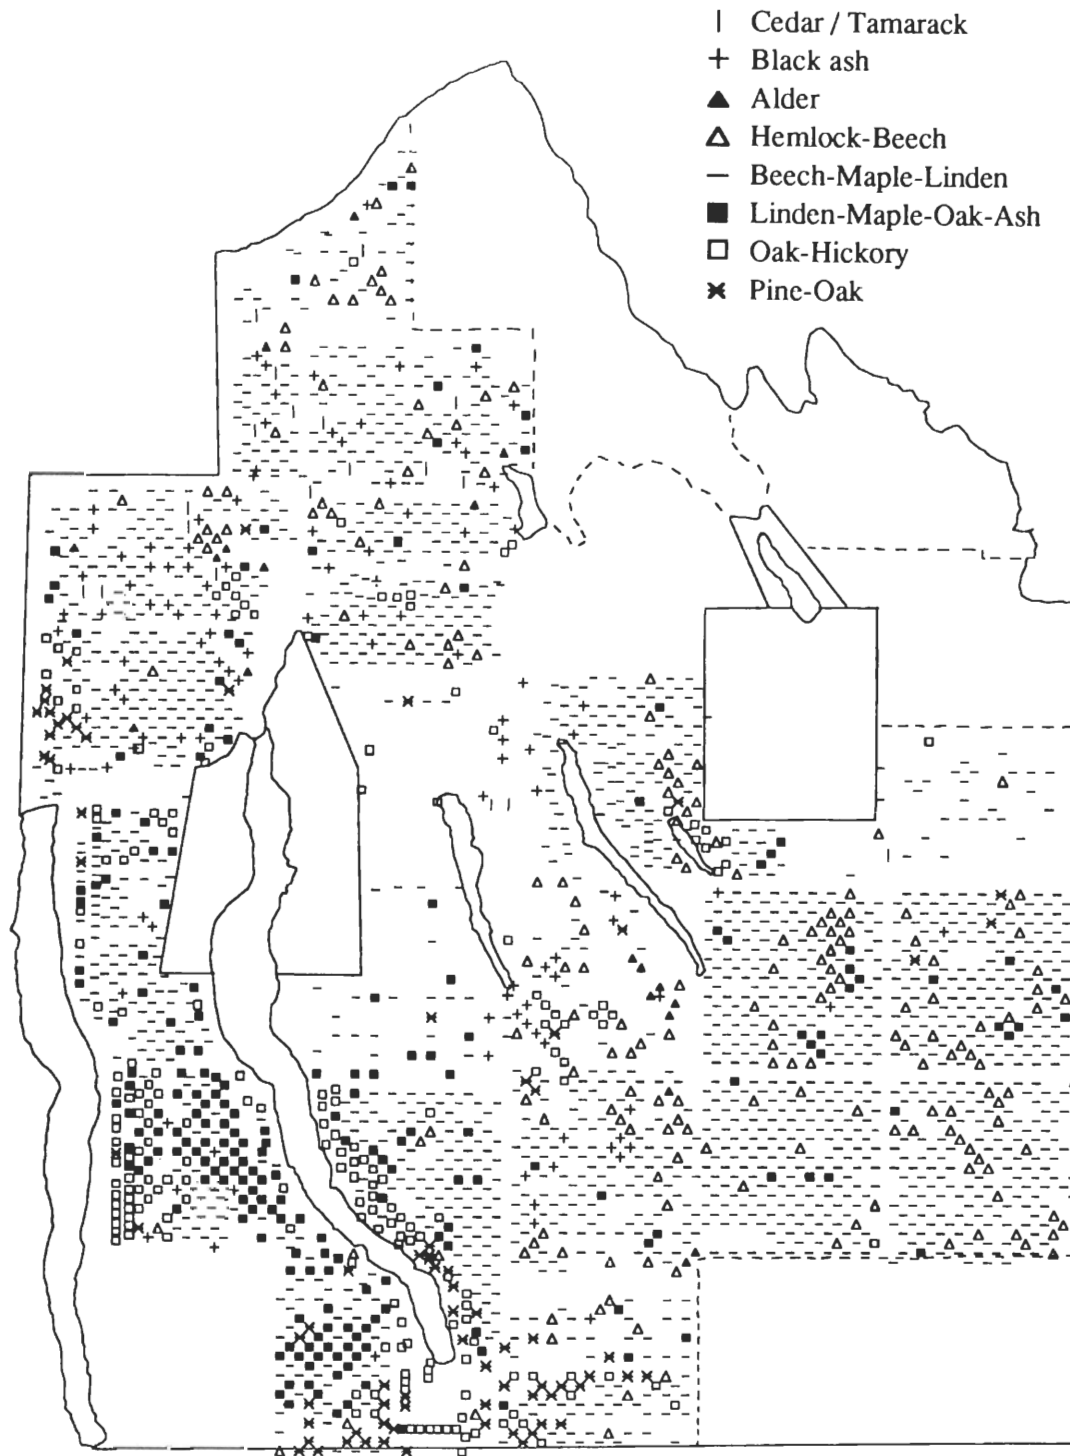 Cedar / Tamarack
Black ash
Alder
Hemlock-Beech
Beech-Maple-Linden
Linden-Maple-Oak-Ash
Oak-Hickory
Pine-Oak